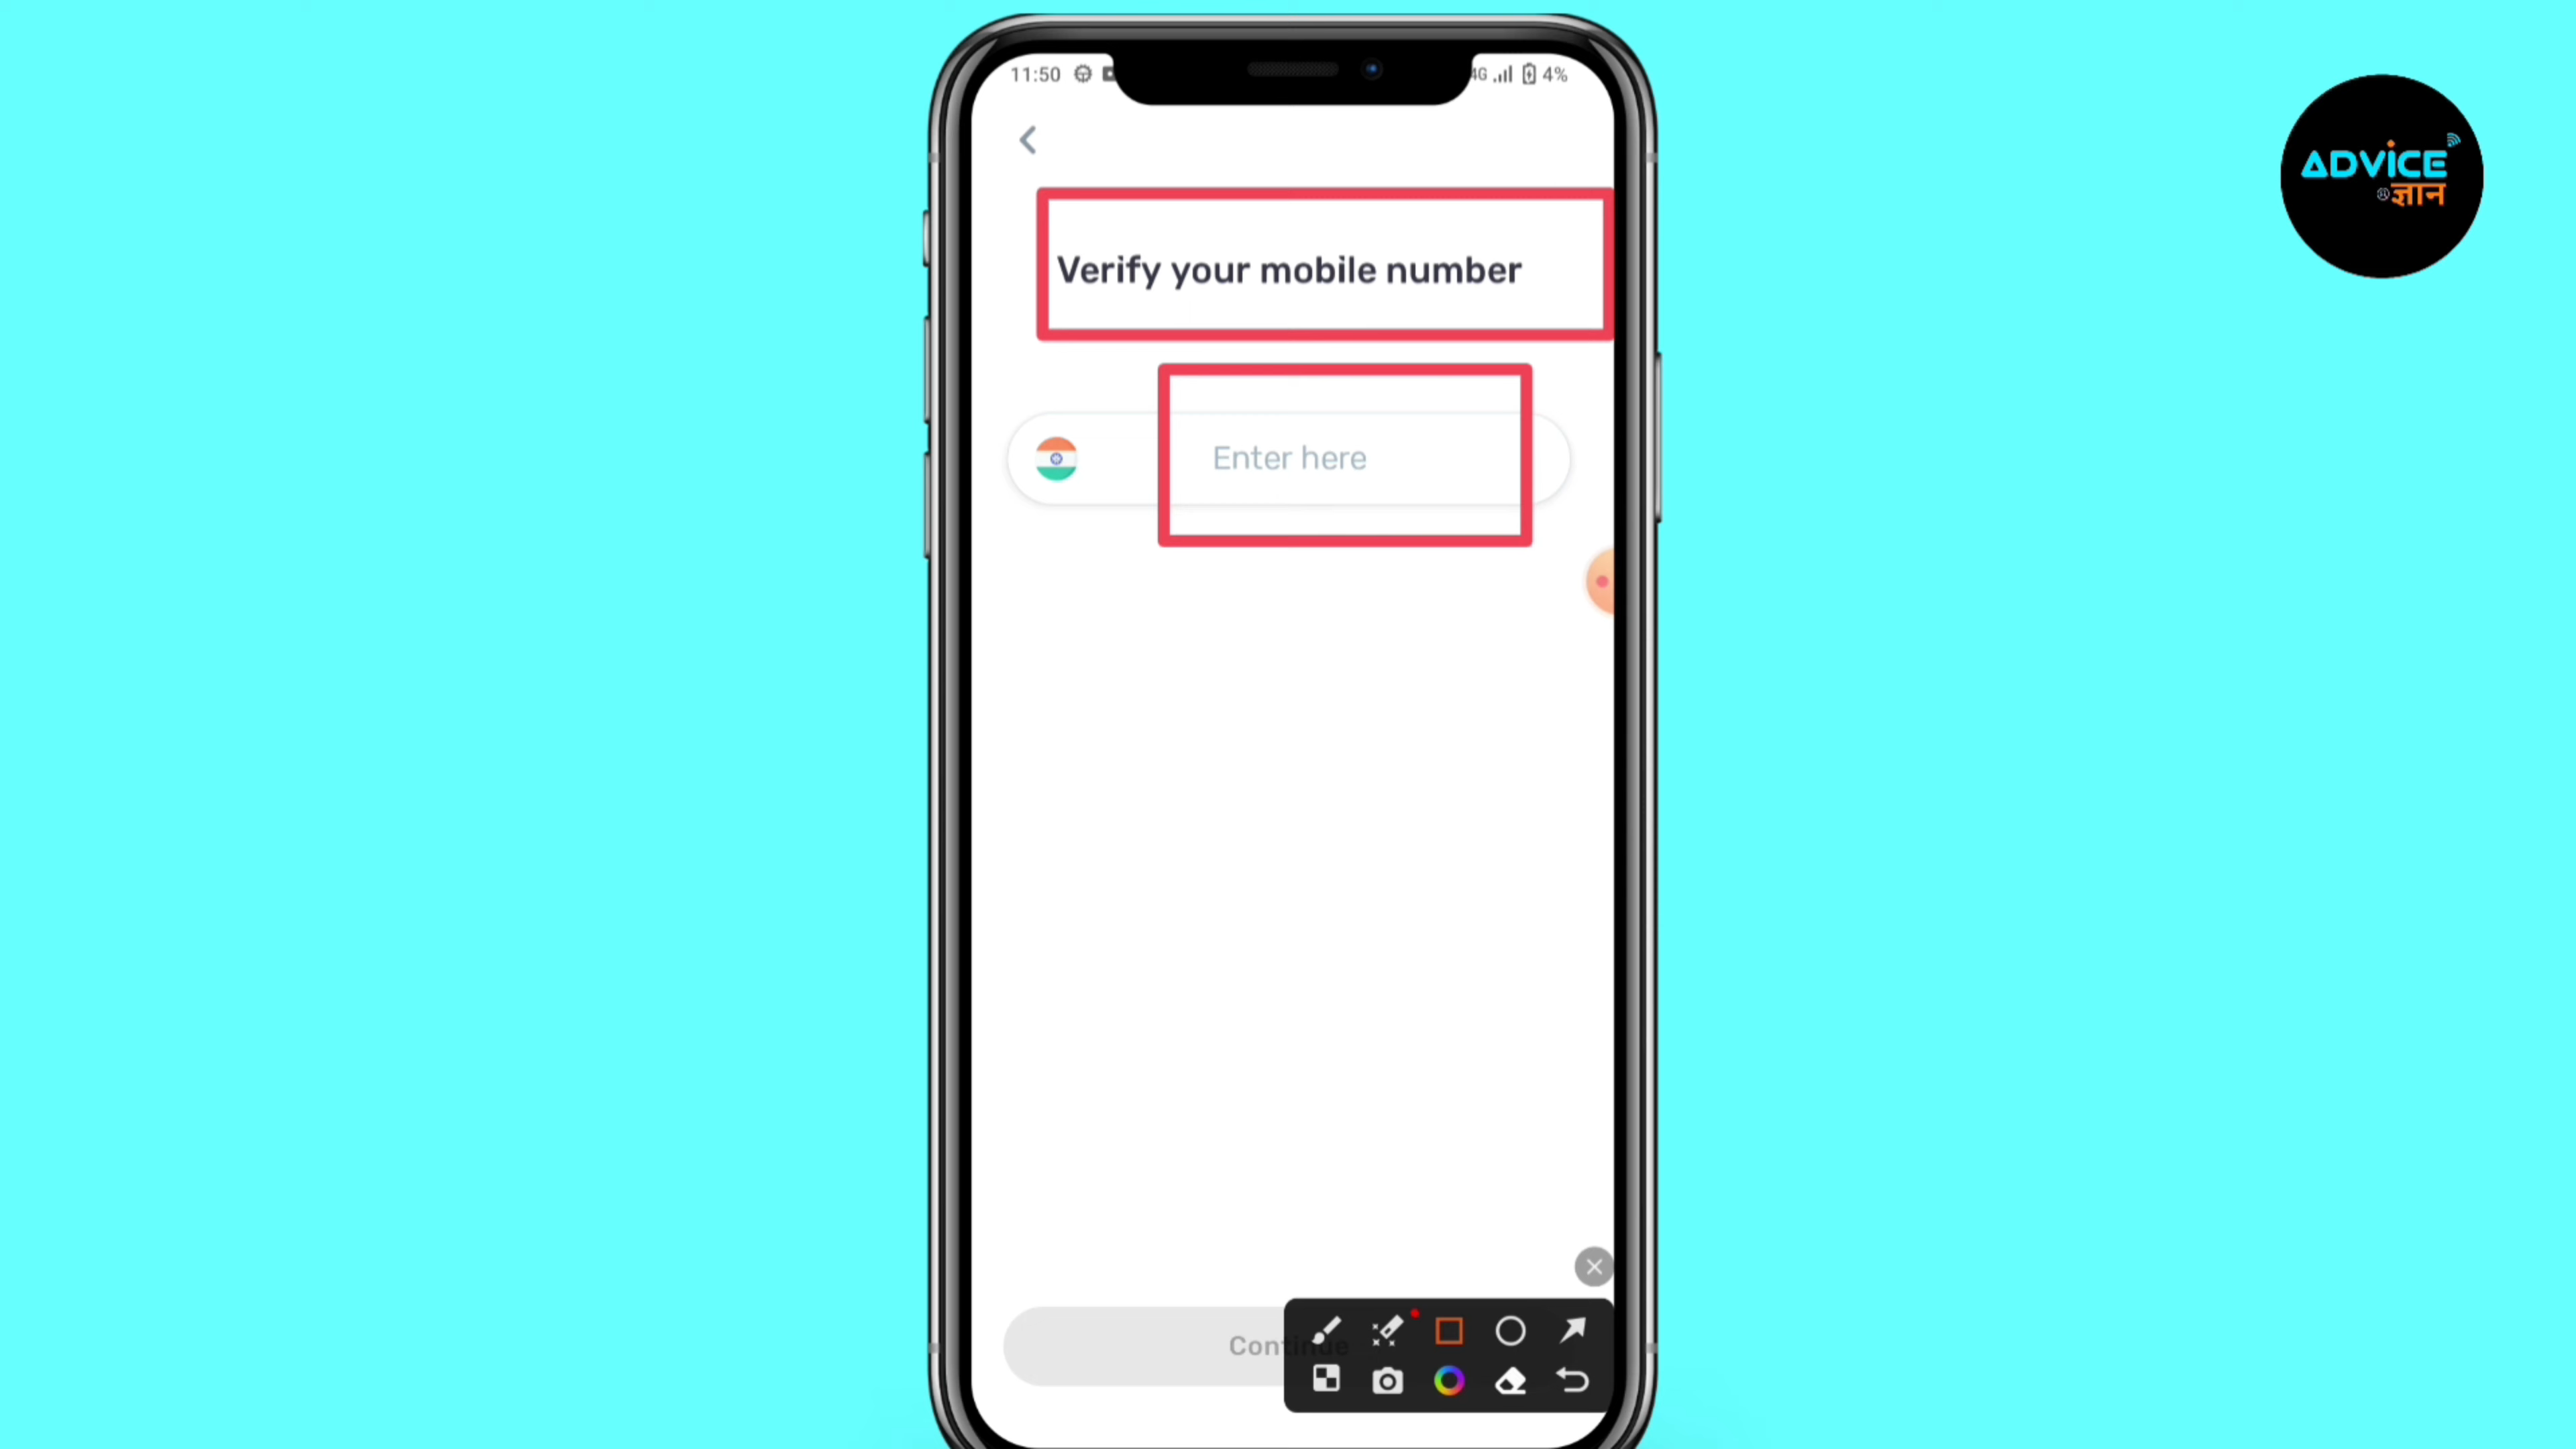 11:50
4G
4%
ADVICE
ज्ञान
Verify your mobile number
Enter here
Continue